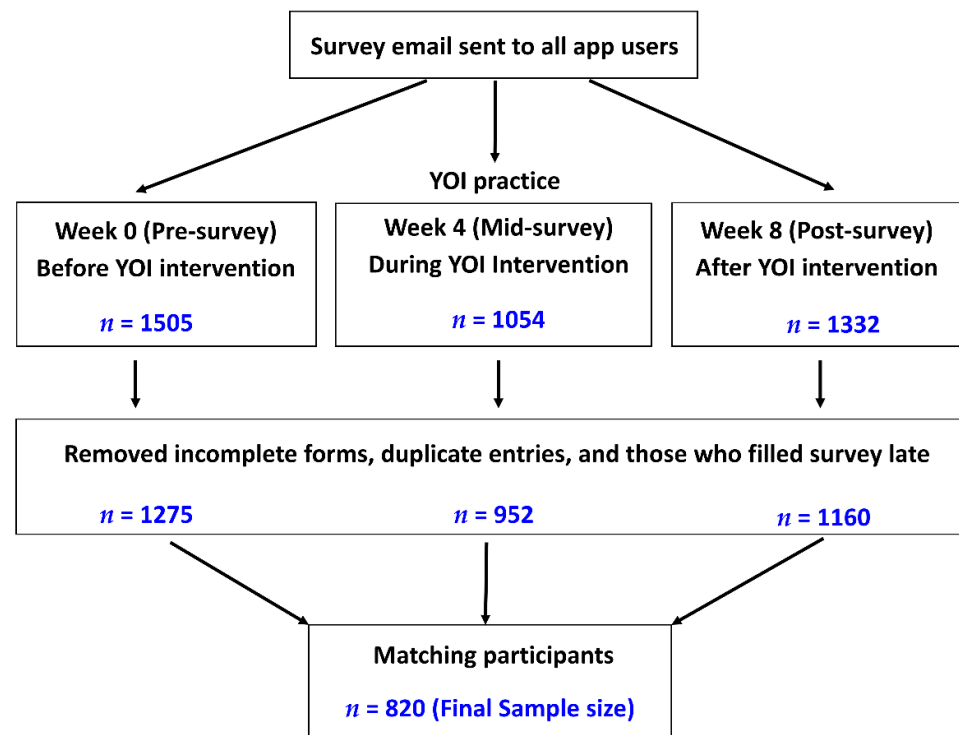 Survey email sent to all app users
YOI practice
Week 0 (Pre-survey)
Before YOI intervention
n = 1505
Week 4 (Mid-survey)
During YOI Intervention
n = 1054
Week 8 (Post-survey)
After YOI intervention
n = 1332
Removed incomplete forms, duplicate entries, and those who filled survey late
n = 1275
n = 952
n = 1160
Matching participants
n = 820 (Final Sample size)